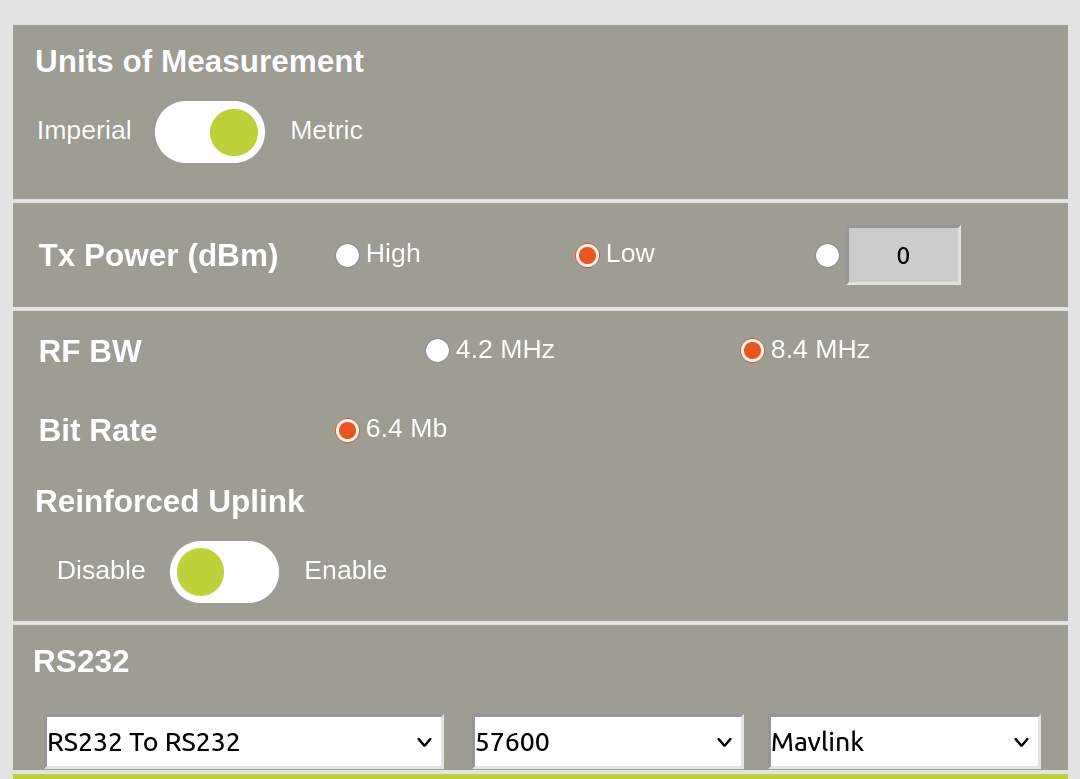 Units of Measurement
Imperial Metric
Tx Power (dBm) High Low 0
RF BW 4.2 MHz 8.4 MHz
Bit Rate 6.4 Mb
Reinforced Uplink
Disable Enable
RS232
RS232 To RS232 57600 Mavlink